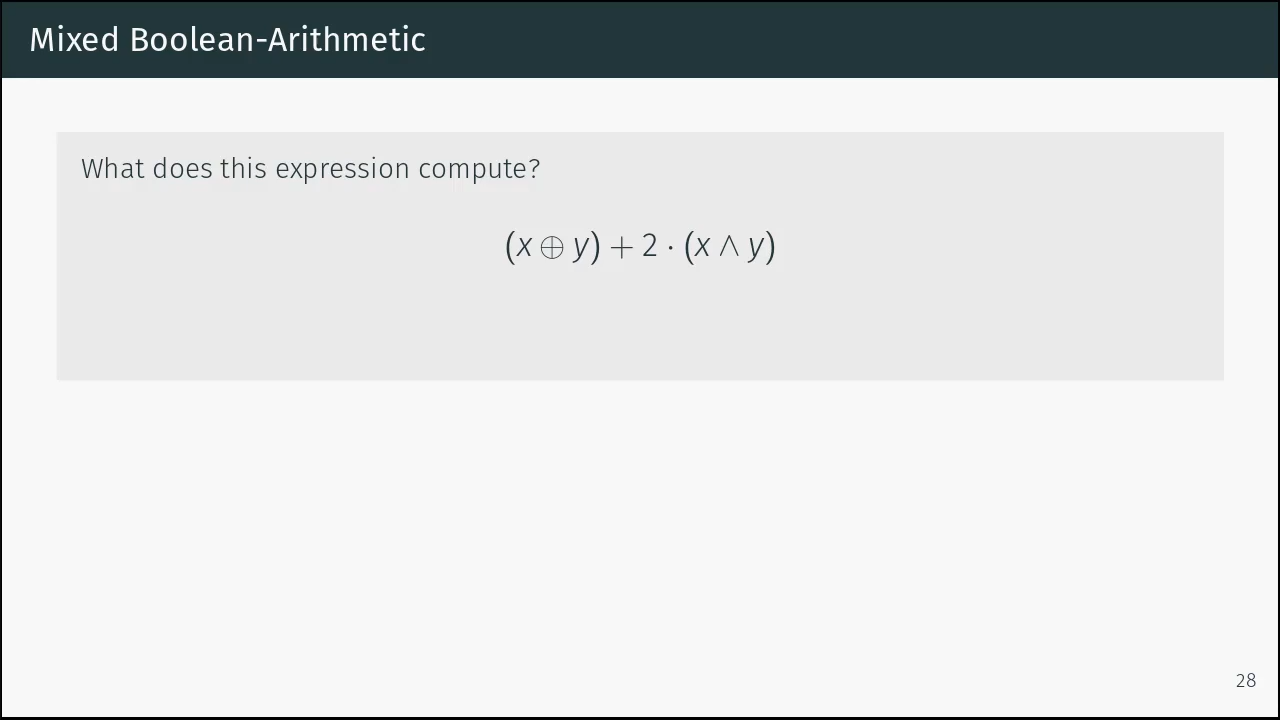 Mixed Boolean-Arithmetic
What does this expression compute?
(x ⊕ y) + 2 · (x ∧ y)
28